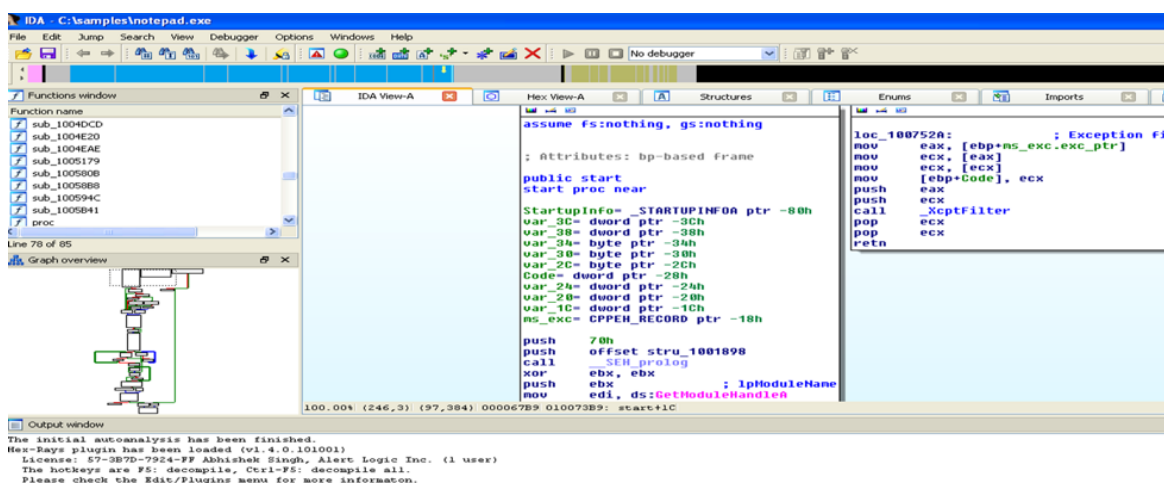 IDA - C:\samples\notepad.exe
File Edit Jump Search View Debugger Options Windows Help
No debugger
Functions window
IDA View-A
Hex View-A
Structures
Enums
Imports
Function name
sub_1004DCD
sub_1004E20
sub_1004EAE
sub_1005179
sub_100580B
sub_10058B8
sub_100594C
sub_1005B41
proc
Line 78 of 85
Graph overview
assume fs:nothing, gs:nothing
; Attributes: bp-based frame
public start
start proc near
StartupInfo= _STARTUPINFOA ptr -80h
var_3C= dword ptr -3Ch
var_38= dword ptr -38h
var_34= byte ptr -34h
var_30= byte ptr -30h
var_2C= byte ptr -2Ch
Code= dword ptr -28h
var_24= dword ptr -24h
var_20= dword ptr -20h
var_1C= dword ptr -1Ch
ms_exc= CPPEH_RECORD ptr -18h
push 70h
push offset stru_1001898
call __SEH_prolog
xor ebx, ebx
push ebx ; lpModuleName
mov edi, ds:GetModuleHandleA
loc_100752A: ; Exception fi
mov eax, [ebp+ms_exc.exc_ptr]
mov ecx, [eax]
mov ecx, [ecx]
mov [ebp+Code], ecx
push eax
push ecx
call _XcptFilter
pop ecx
pop ecx
retn
100.00% (246,3) (97,384) 000067B9 010073B9: start+1C
Output window
The initial autoanalysis has been finished.
Hex-Rays plugin has been loaded (v1.4.0.101001)
License: 57-3B7D-7924-FF Abhishek Singh, Alert Logic Inc. (1 user)
The hotkeys are F5: decompile, Ctrl-F5: decompile all.
Please check the Edit/Plugins menu for more informaton.